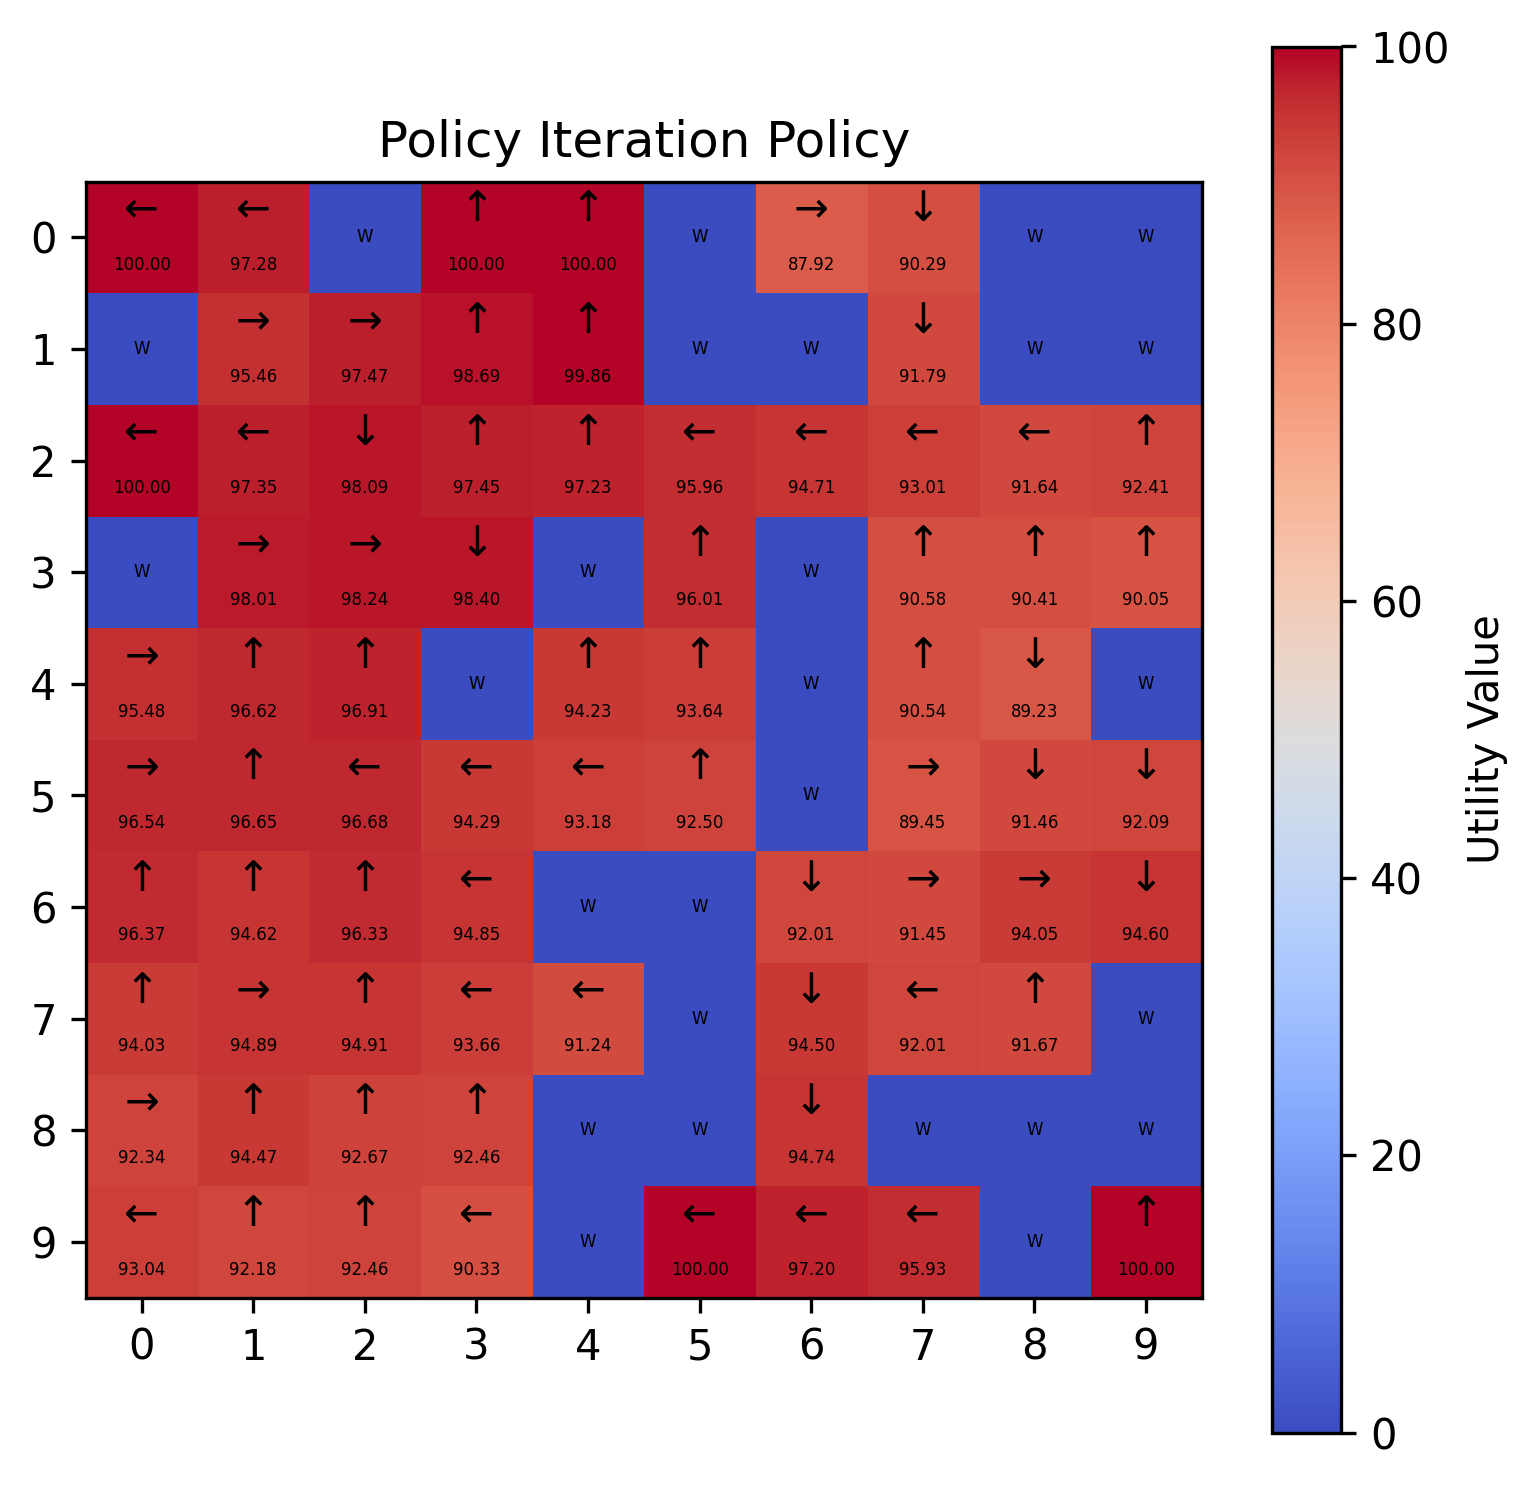 Policy Iteration Policy
100
80
60
40
20
0
Utility Value
0 ← 100.00 ← 97.28 W ↑ 100.00 ↑ 100.00 W → 87.92 ↓ 90.29 W W
1 W → 95.46 → 97.47 ↑ 98.69 ↑ 99.86 W W ↓ 91.79 W W
2 ← 100.00 ← 97.35 ↓ 98.09 ↑ 97.45 ↑ 97.23 ← 95.96 ← 94.71 ← 93.01 ← 91.64 ↑ 92.41
3 W → 98.01 → 98.24 ↓ 98.40 W ↑ 96.01 W ↑ 90.58 ↑ 90.41 ↑ 90.05
4 → 95.48 ↑ 96.62 ↑ 96.91 W ↑ 94.23 ↑ 93.64 W ↑ 90.54 ↓ 89.23 W
5 → 96.54 ↑ 96.65 ← 96.68 ← 94.29 ← 93.18 ↑ 92.50 W → 89.45 ↓ 91.46 ↓ 92.09
6 ↑ 96.37 ↑ 94.62 ↑ 96.33 ← 94.85 W W ↓ 92.01 → 91.45 → 94.05 ↓ 94.60
7 ↑ 94.03 → 94.89 ↑ 94.91 ← 93.66 ← 91.24 W ↓ 94.50 ← 92.01 ↑ 91.67 W
8 → 92.34 ↑ 94.47 ↑ 92.67 ↑ 92.46 W W ↓ 94.74 W W W
9 ← 93.04 ↑ 92.18 ↑ 92.46 ← 90.33 W ← 100.00 ← 97.20 ← 95.93 W ↑ 100.00
0 1 2 3 4 5 6 7 8 9